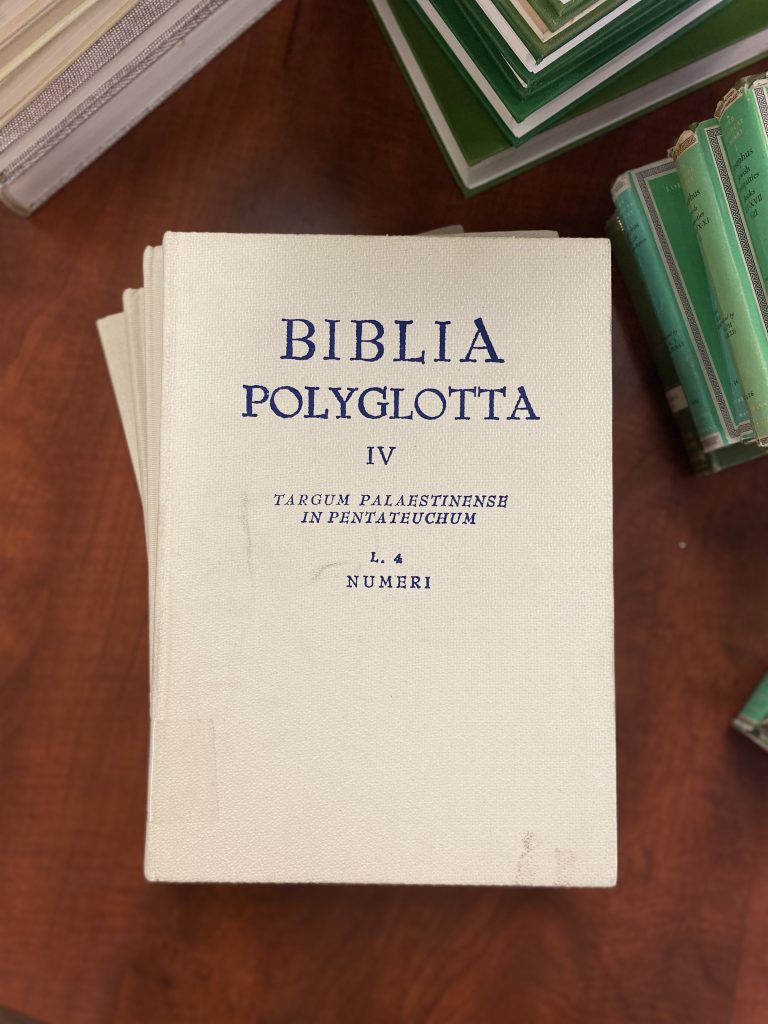 BIBLIA
POLYGLOTTA
IV
TARGUM PALAESTINENSE
IN PENTATEUCHUM
L. 4
NUMERI